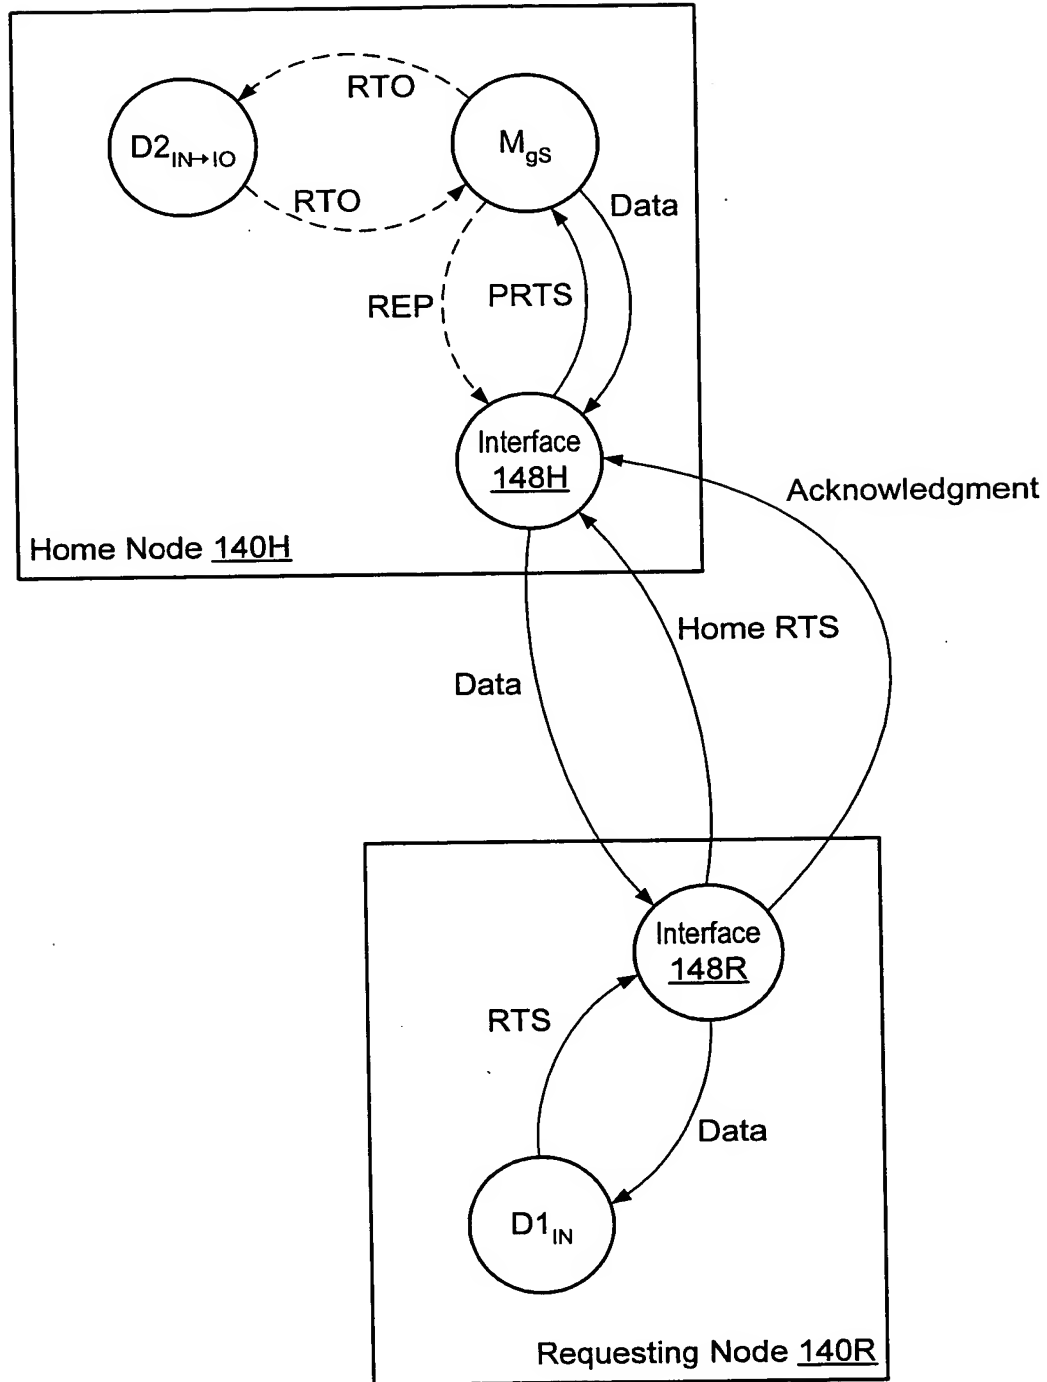 RTO
D2IN→IO
MgS
RTO
Data
REP
PRTS
Interface
148H
Acknowledgment
Home Node 140H
Home RTS
Data
Interface
148R
RTS
Data
D1IN
Requesting Node 140R